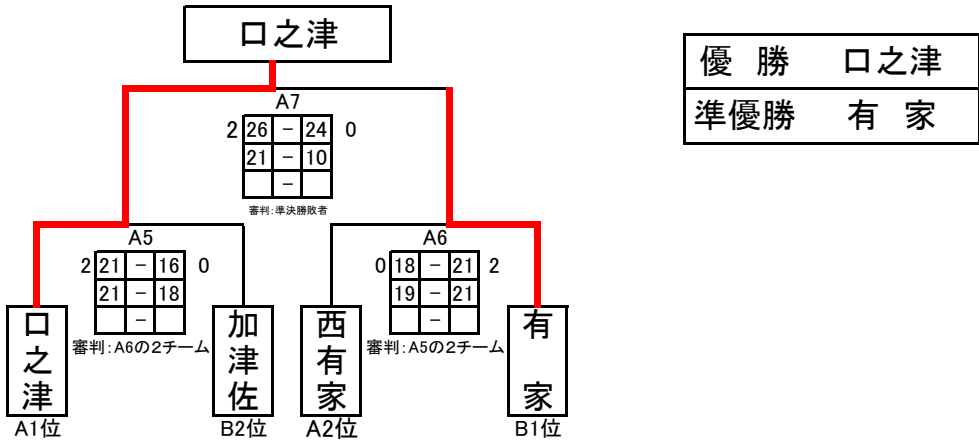 口之津
優　勝　口之津
準優勝　有　家
A7
2 26 － 24 0
21 － 10
－
審判：準決勝敗者
A5
2 21 － 16 0
21 － 18
－
審判：A6の2チーム
A6
0 18 － 21 2
19 － 21
－
審判：A5の2チーム
口之津
A1位
加津佐
B2位
西有家
A2位
有　家
B1位